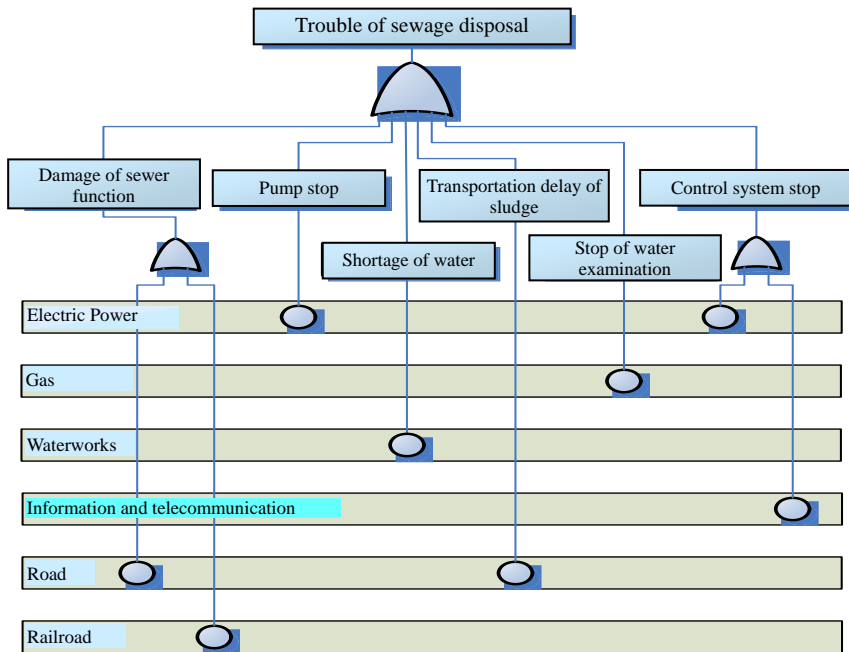 Trouble of sewage disposal
Damage of sewer
function
Pump stop
Transportation delay of
sludge
Control system stop
Shortage of water
Stop of water
examination
Electric Power
Gas
Waterworks
Information and telecommunication
Road
Railroad